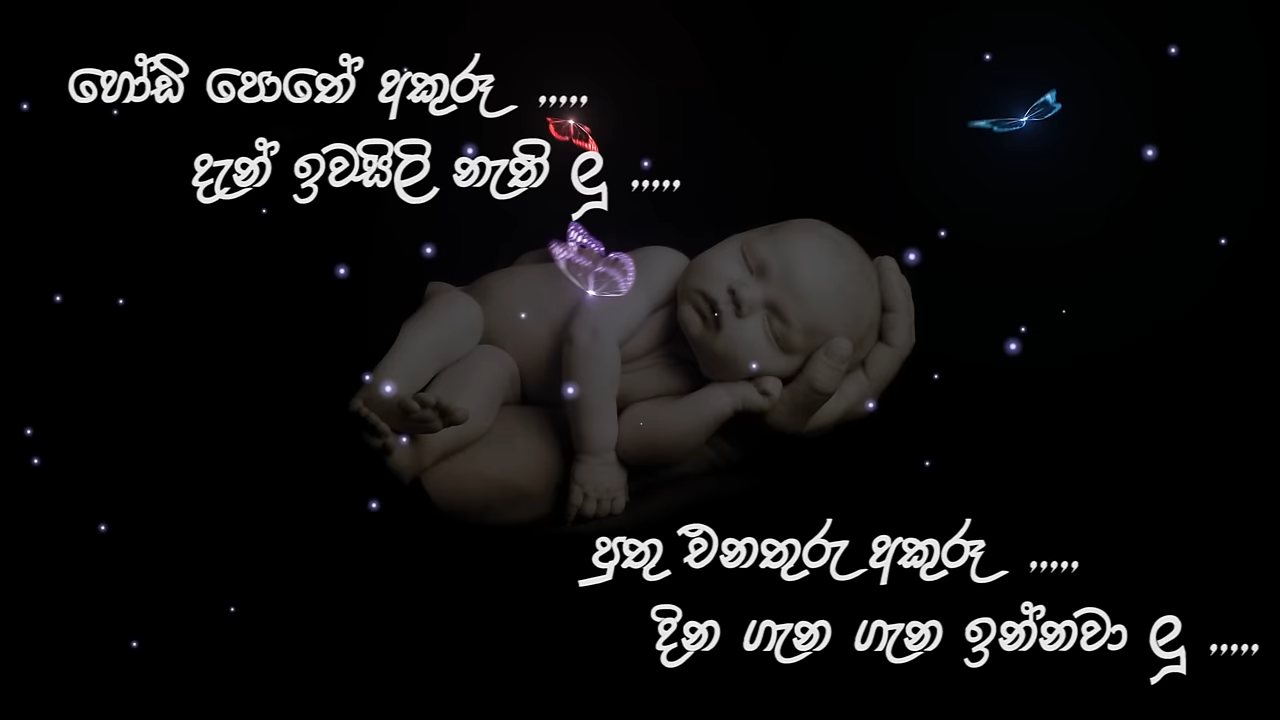 හෝඩි පොතේ අකුරු ,,,,,
දැන් ඉවසිලි නැති ලු ,,,,,
පුතු එනතුරු අකුරු ,,,,,
දින ගැන ගැන ඉන්නවා ලු ,,,,,